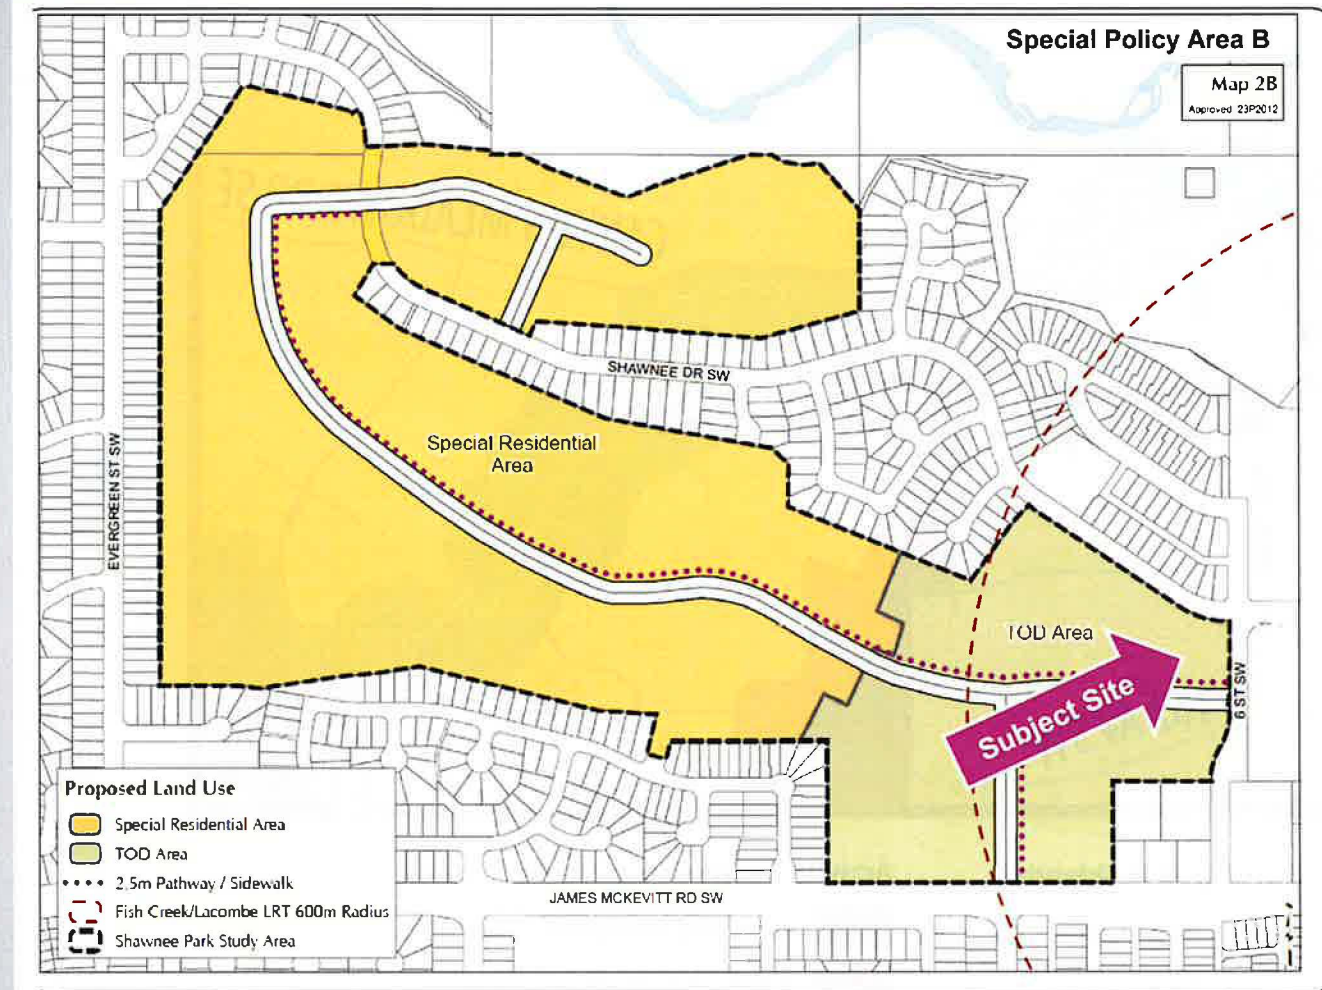 Special Policy Area B
Map 2B
Approved 23P2012
SHAWNEE DR SW
Special Residential
Area
EVERGREEN ST SW
TOD Area
Subject Site
6 ST SW
Proposed Land Use
Special Residential Area
TOD Area
2.5m Pathway / Sidewalk
Fish Creek/Lacombe LRT 600m Radius
Shawnee Park Study Area
JAMES MCKEVITT RD SW